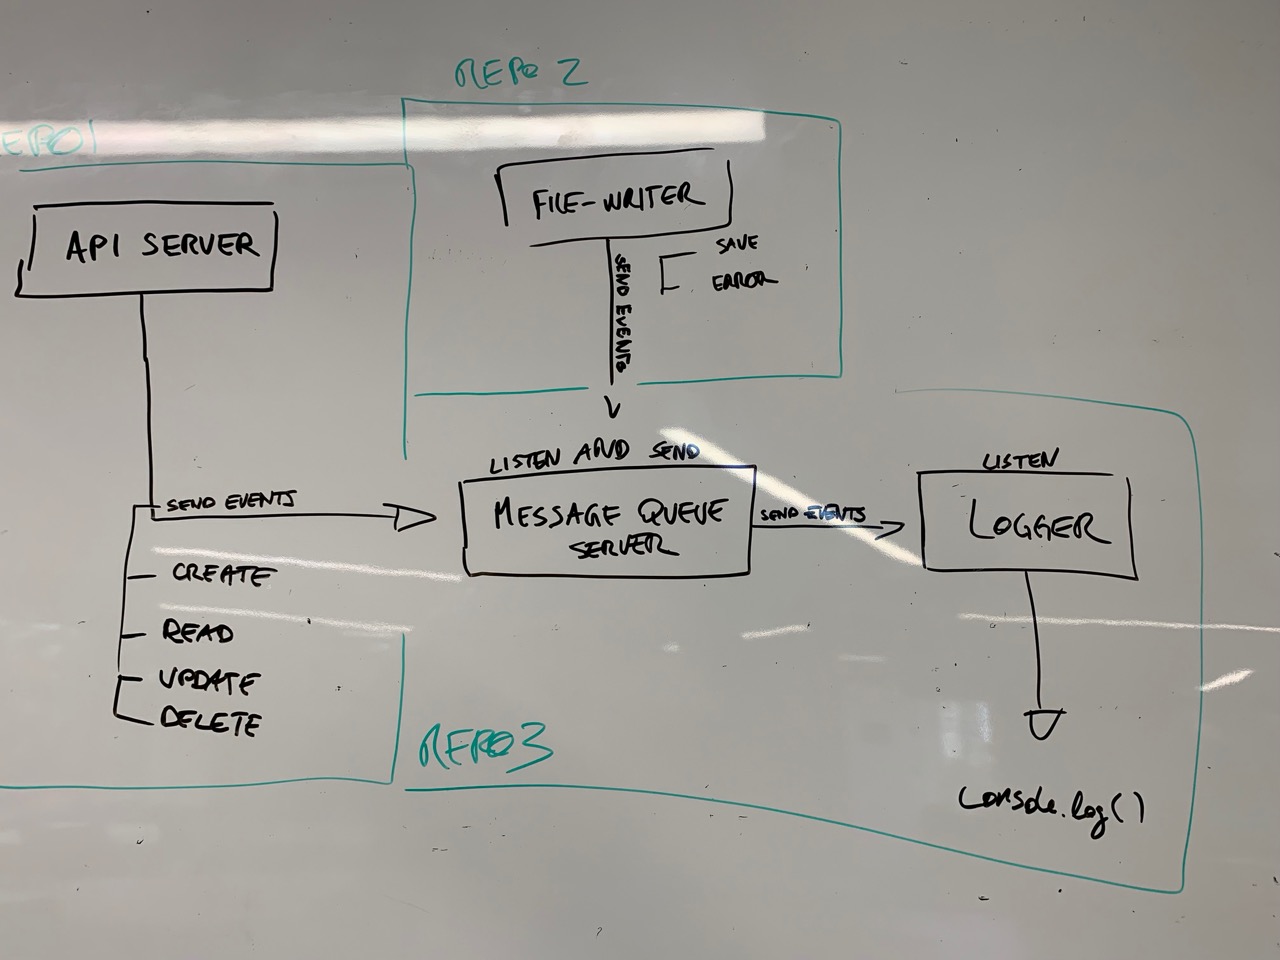 REPO 2
EPO1
FILE-WRITER
API SERVER
SAVE
ERROR
SEND EVENTS
LISTEN AND SEND
LISTEN
SEND EVENTS
MESSAGE QUEUE
SERVER
SEND EVENTS
LOGGER
CREATE
READ
UPDATE
DELETE
REPO3
console.log()